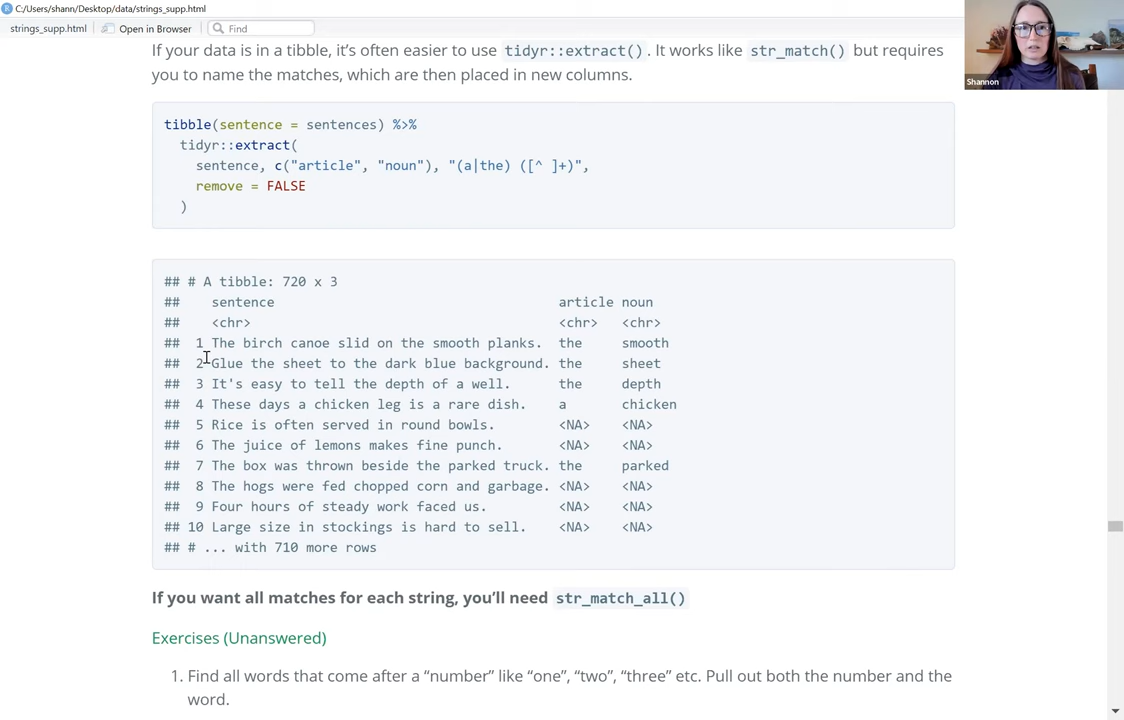 C:/Users/shann/Desktop/data/strings_supp.html
strings_supp.html Open in Browser Find
If your data is in a tibble, it’s often easier to use tidyr::extract(). It works like str_match() but requires
you to name the matches, which are then placed in new columns.
tibble(sentence = sentences) %>%
  tidyr::extract(
    sentence, c("article", "noun"), "(a|the) ([^ ]+)",
    remove = FALSE
  )
## # A tibble: 720 x 3
##    sentence                                    article noun
##    <chr>                                       <chr>   <chr>
##  1 The birch canoe slid on the smooth planks.  the     smooth
##  2 Glue the sheet to the dark blue background. the     sheet
##  3 It's easy to tell the depth of a well.      the     depth
##  4 These days a chicken leg is a rare dish.    a       chicken
##  5 Rice is often served in round bowls.        <NA>    <NA>
##  6 The juice of lemons makes fine punch.       <NA>    <NA>
##  7 The box was thrown beside the parked truck. the     parked
##  8 The hogs were fed chopped corn and garbage. <NA>    <NA>
##  9 Four hours of steady work faced us.         <NA>    <NA>
## 10 Large size in stockings is hard to sell.    <NA>    <NA>
## # ... with 710 more rows
If you want all matches for each string, you’ll need str_match_all()
Exercises (Unanswered)
1. Find all words that come after a “number” like “one”, “two”, “three” etc. Pull out both the number and the
word.
Shannon